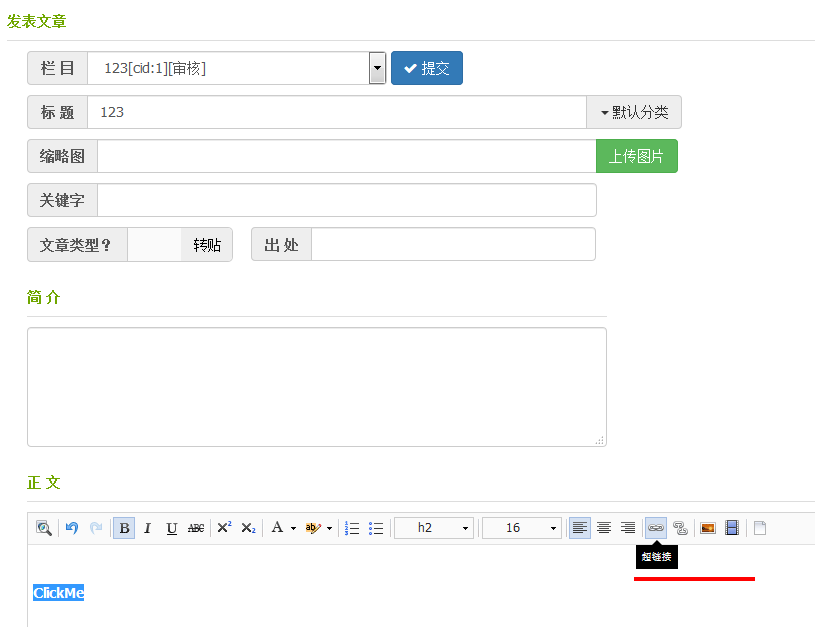 发表文章
栏 目 123[cid:1][审核] 提交
标 题 123 默认分类
缩略图 上传图片
关键字
文章类型? 转贴 出 处
简 介
正 文
B I U ABC X² X₂ A ab h2 16
超链接
ClickMe